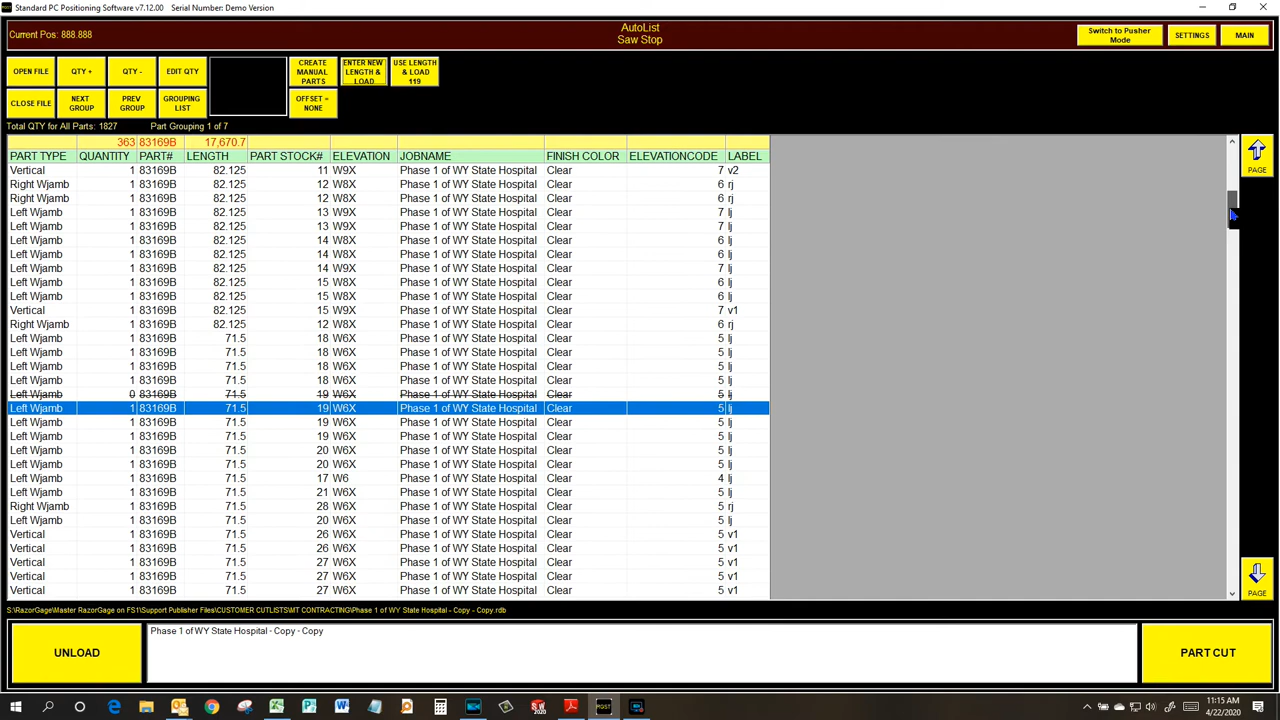 Standard PC Positioning Software v7.12.00 Serial Number: Demo Version
Current Pos: 888.888
AutoList
Saw Stop
Switch to Pusher
Mode
SETTINGS
MAIN
OPEN FILE
QTY +
QTY -
EDIT QTY
CREATE
MANUAL
PARTS
ENTER NEW
LENGTH &
LOAD
USE LENGTH
& LOAD
119
CLOSE FILE
NEXT
GROUP
PREV
GROUP
GROUPING
LIST
OFFSET =
NONE
Total QTY for All Parts: 1827 Part Grouping 1 of 7
363 83169B 17,670.7
PART TYPE QUANTITY PART# LENGTH PART STOCK# ELEVATION JOBNAME FINISH COLOR ELEVATIONCODE LABEL
Vertical 1 83169B 82.125 11 W9X Phase 1 of WY State Hospital Clear 7 v2
Right Wjamb 1 83169B 82.125 12 W8X Phase 1 of WY State Hospital Clear 6 rj
Right Wjamb 1 83169B 82.125 12 W8X Phase 1 of WY State Hospital Clear 6 rj
Left Wjamb 1 83169B 82.125 13 W9X Phase 1 of WY State Hospital Clear 7 lj
Left Wjamb 1 83169B 82.125 13 W9X Phase 1 of WY State Hospital Clear 7 lj
Left Wjamb 1 83169B 82.125 14 W8X Phase 1 of WY State Hospital Clear 6 lj
Left Wjamb 1 83169B 82.125 14 W8X Phase 1 of WY State Hospital Clear 6 lj
Left Wjamb 1 83169B 82.125 14 W9X Phase 1 of WY State Hospital Clear 7 lj
Left Wjamb 1 83169B 82.125 15 W8X Phase 1 of WY State Hospital Clear 6 lj
Left Wjamb 1 83169B 82.125 15 W8X Phase 1 of WY State Hospital Clear 6 lj
Vertical 1 83169B 82.125 15 W9X Phase 1 of WY State Hospital Clear 7 v1
Right Wjamb 1 83169B 82.125 12 W8X Phase 1 of WY State Hospital Clear 6 rj
Left Wjamb 1 83169B 71.5 18 W6X Phase 1 of WY State Hospital Clear 5 lj
Left Wjamb 1 83169B 71.5 18 W6X Phase 1 of WY State Hospital Clear 5 lj
Left Wjamb 1 83169B 71.5 18 W6X Phase 1 of WY State Hospital Clear 5 lj
Left Wjamb 1 83169B 71.5 18 W6X Phase 1 of WY State Hospital Clear 5 lj
Left Wjamb 0 83169B 71.5 19 W6X Phase 1 of WY State Hospital Clear 5 lj
Left Wjamb 1 83169B 71.5 19 W6X Phase 1 of WY State Hospital Clear 5 lj
Left Wjamb 1 83169B 71.5 19 W6X Phase 1 of WY State Hospital Clear 5 lj
Left Wjamb 1 83169B 71.5 19 W6X Phase 1 of WY State Hospital Clear 5 lj
Left Wjamb 1 83169B 71.5 20 W6X Phase 1 of WY State Hospital Clear 5 lj
Left Wjamb 1 83169B 71.5 20 W6X Phase 1 of WY State Hospital Clear 5 lj
Left Wjamb 1 83169B 71.5 17 W6 Phase 1 of WY State Hospital Clear 4 lj
Left Wjamb 1 83169B 71.5 21 W6X Phase 1 of WY State Hospital Clear 5 lj
Right Wjamb 1 83169B 71.5 28 W6X Phase 1 of WY State Hospital Clear 5 rj
Left Wjamb 1 83169B 71.5 20 W6X Phase 1 of WY State Hospital Clear 5 lj
Vertical 1 83169B 71.5 26 W6X Phase 1 of WY State Hospital Clear 5 v1
Vertical 1 83169B 71.5 26 W6X Phase 1 of WY State Hospital Clear 5 v1
Vertical 1 83169B 71.5 27 W6X Phase 1 of WY State Hospital Clear 5 v1
Vertical 1 83169B 71.5 27 W6X Phase 1 of WY State Hospital Clear 5 v1
Vertical 1 83169B 71.5 27 W6X Phase 1 of WY State Hospital Clear 5 v1
PAGE
PAGE
S:\RazorGage\Master RazorGage on FS1\Support Publisher Files\CUSTOMER CUTLISTS\MT CONTRACTING\Phase 1 of WY State Hospital - Copy - Copy.rdb
UNLOAD
Phase 1 of WY State Hospital - Copy - Copy
PART CUT
11:15 AM
4/22/2020